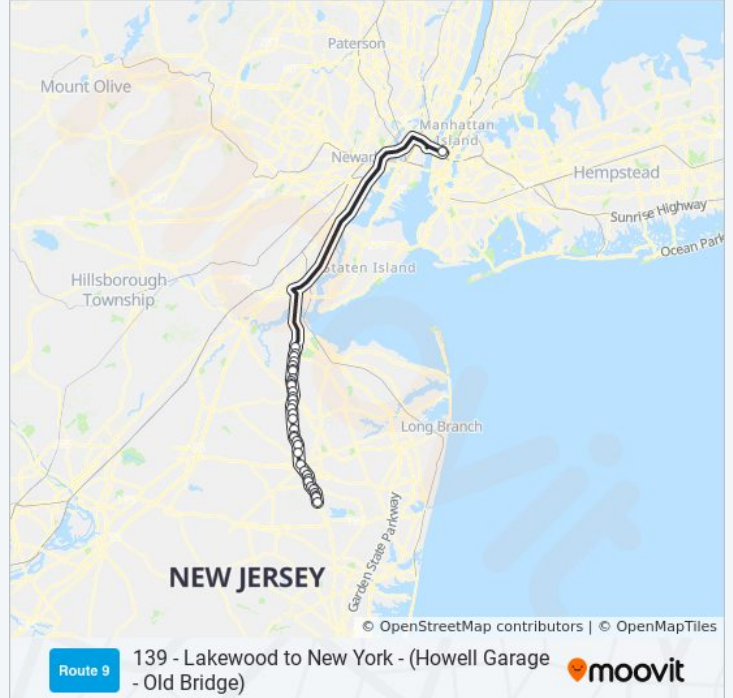 Paterson
Mount Olive
Manhattan
Island
Newar
Hempstead
Sunrise Highway
Ocean Park
Staten Island
Hillsborough
Township
Long Branch
Garden State Parkway
NEW JERSEY
© OpenStreetMap contributors | © OpenMapTiles
Route 9
139 - Lakewood to New York - (Howell Garage
- Old Bridge)
moovit